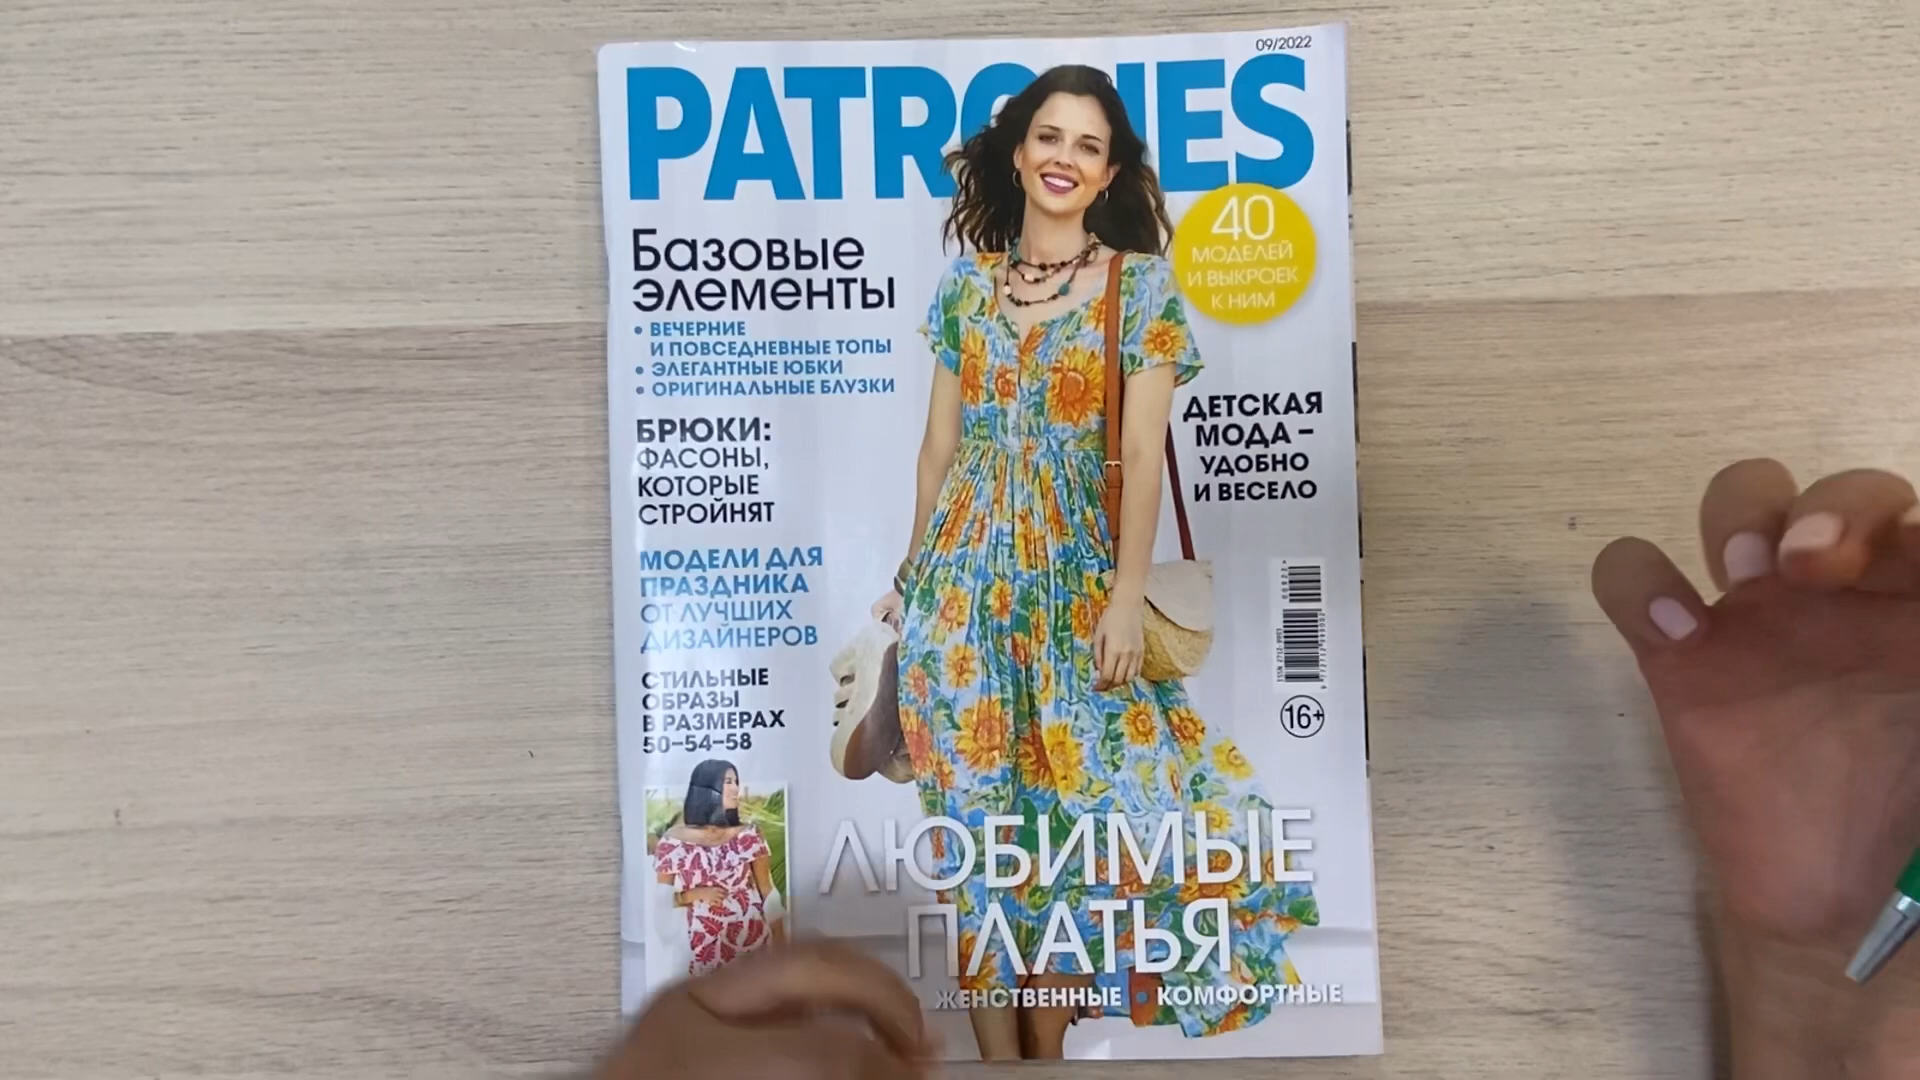 09/2022
PATRONES
40
МОДЕЛЕЙ
И ВЫКРОЕК
К НИМ
Базовые
элементы
• ВЕЧЕРНИЕ
И ПОВСЕДНЕВНЫЕ ТОПЫ
• ЭЛЕГАНТНЫЕ ЮБКИ
• ОРИГИНАЛЬНЫЕ БЛУЗКИ
БРЮКИ:
ФАСОНЫ,
КОТОРЫЕ
СТРОЙНЯТ
МОДЕЛИ ДЛЯ
ПРАЗДНИКА
ОТ ЛУЧШИХ
ДИЗАЙНЕРОВ
СТИЛЬНЫЕ
ОБРАЗЫ
В РАЗМЕРАХ
50–54–58
ДЕТСКАЯ
МОДА –
УДОБНО
И ВЕСЕЛО
16+
ЛЮБИМЫЕ
ПЛАТЬЯ
ЖЕНСТВЕННЫЕ • КОМФОРТНЫЕ